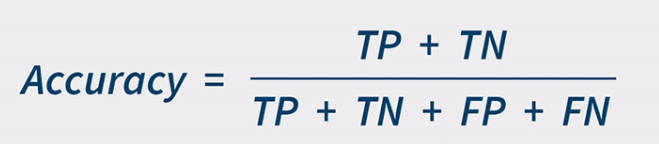 TP + TN
Accuracy =
TP + TN + FP + FN